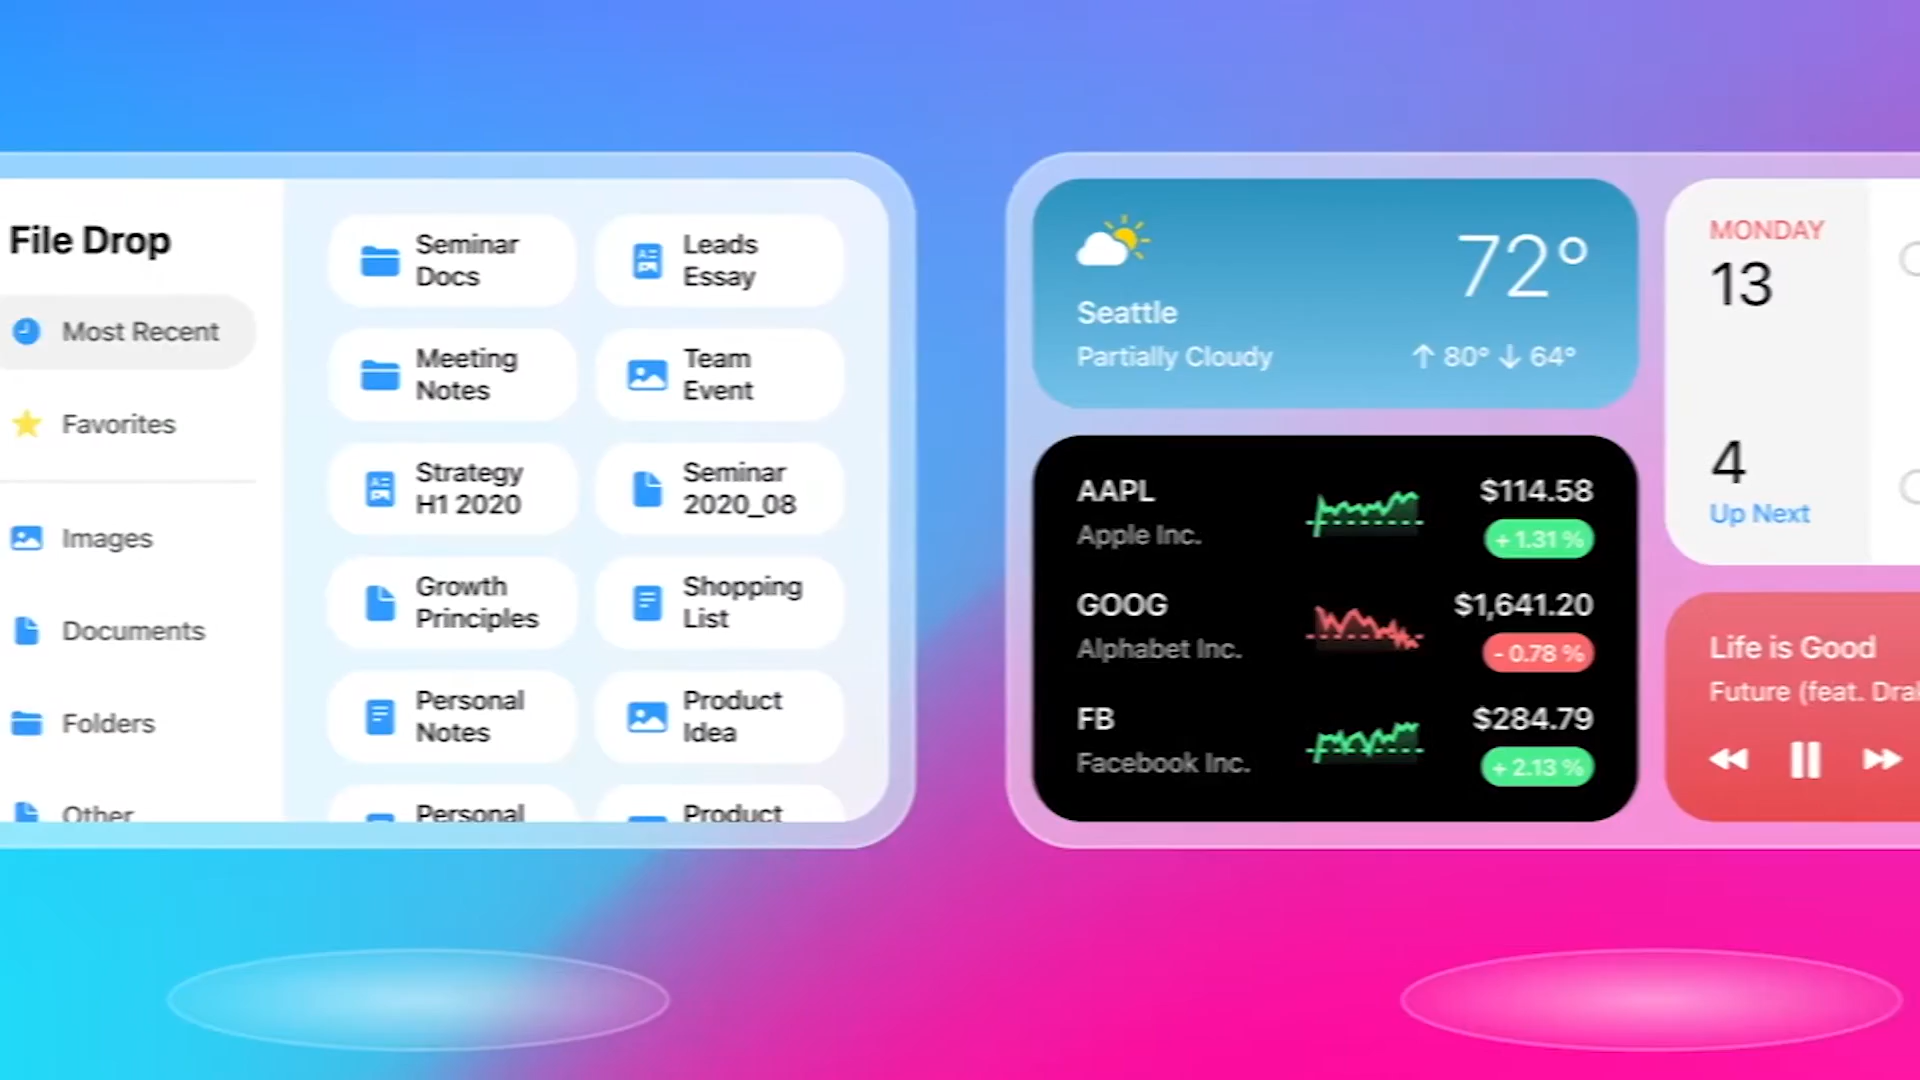 File Drop
Most Recent
Favorites
Images
Documents
Folders
Other
Seminar
Docs
Leads
Essay
Meeting
Notes
Team
Event
Strategy
H1 2020
Seminar
2020_08
Growth
Principles
Shopping
List
Personal
Notes
Product
Idea
Personal
Product
72°
Seattle
Partially Cloudy
↑ 80° ↓ 64°
AAPL
$114.58
Apple Inc.
+ 1.31 %
GOOG
$1,641.20
Alphabet Inc.
- 0.78 %
FB
$284.79
Facebook Inc.
+ 2.13 %
MONDAY
13
4
Up Next
Life is Good
Future (feat.